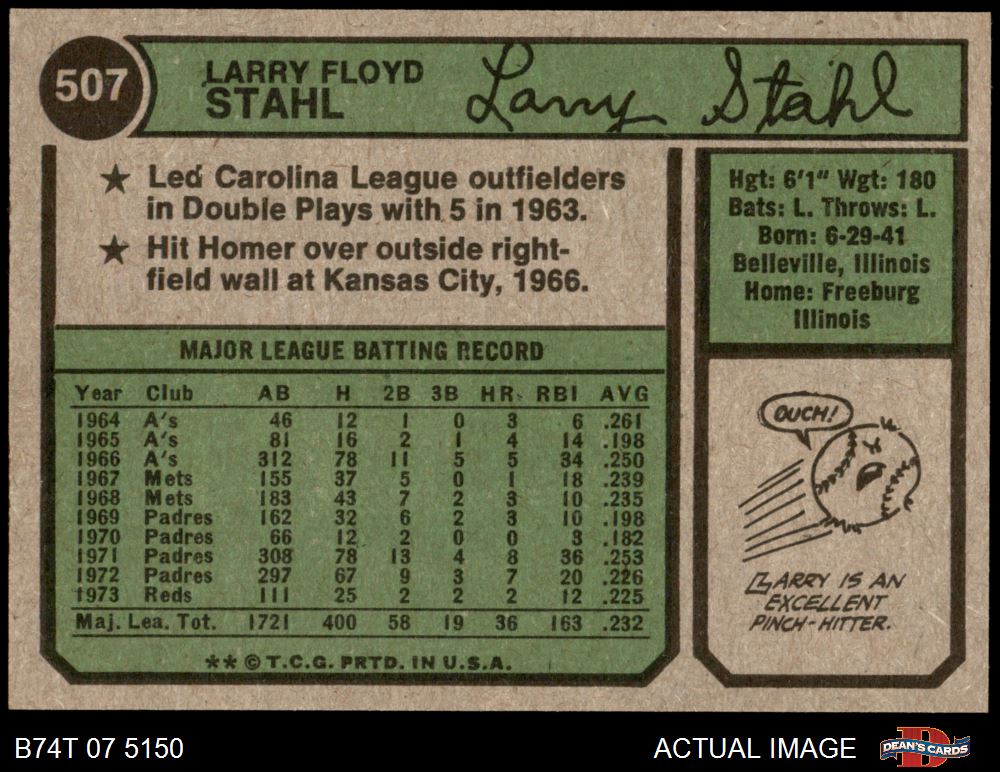 507
LARRY FLOYD
STAHL
Larry Stahl
★ Led Carolina League outfielders
in Double Plays with 5 in 1963.
★ Hit Homer over outside right-
field wall at Kansas City, 1966.
Hgt: 6'1" Wgt: 180
Bats: L. Throws: L.
Born: 6-29-41
Belleville, Illinois
Home: Freeburg
Illinois
MAJOR LEAGUE BATTING RECORD
Year Club AB H 2B 3B HR. RBI AVG
1964 A's 46 12 1 0 3 6 .261
1965 A's 81 16 2 1 4 14 .198
1966 A's 312 78 11 5 5 34 .250
1967 Mets 155 37 5 0 1 18 .239
1968 Mets 183 43 7 2 3 10 .235
1969 Padres 162 32 6 2 3 10 .198
1970 Padres 66 12 2 0 0 3 .182
1971 Padres 308 78 13 4 8 36 .253
1972 Padres 297 67 9 3 7 20 .226
1973 Reds 111 25 2 2 2 12 .225
Maj. Lea. Tot. 1721 400 58 19 36 163 .232
** © T.C.G. PRTD. IN U.S.A.
OUCH!
LARRY IS AN
EXCELLENT
PINCH-HITTER.
B74T 07 5150
ACTUAL IMAGE
DEAN'S CARDS